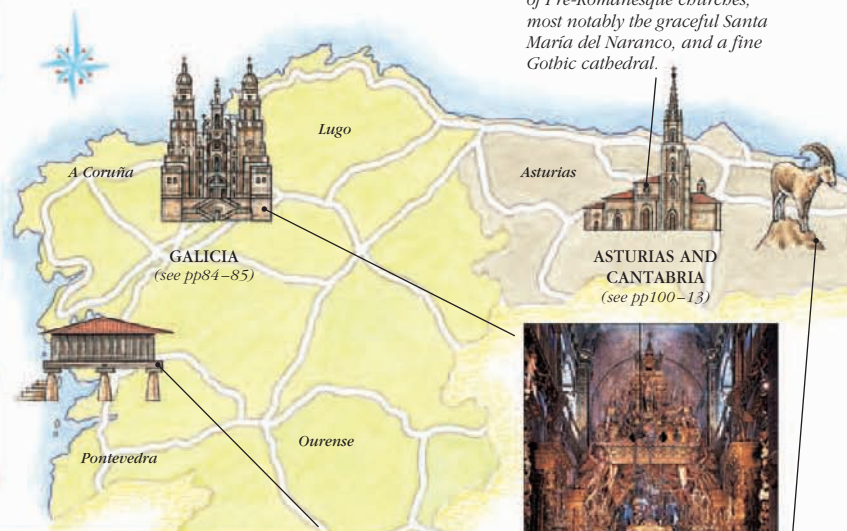 of Pre-Romanesque churches,
most notably the graceful Santa
María del Naranco, and a fine
Gothic cathedral.
Lugo
A Coruña
Asturias
GALICIA
(see pp84–85)
ASTURIAS AND
CANTABRIA
(see pp100–13)
Ourense
Pontevedra